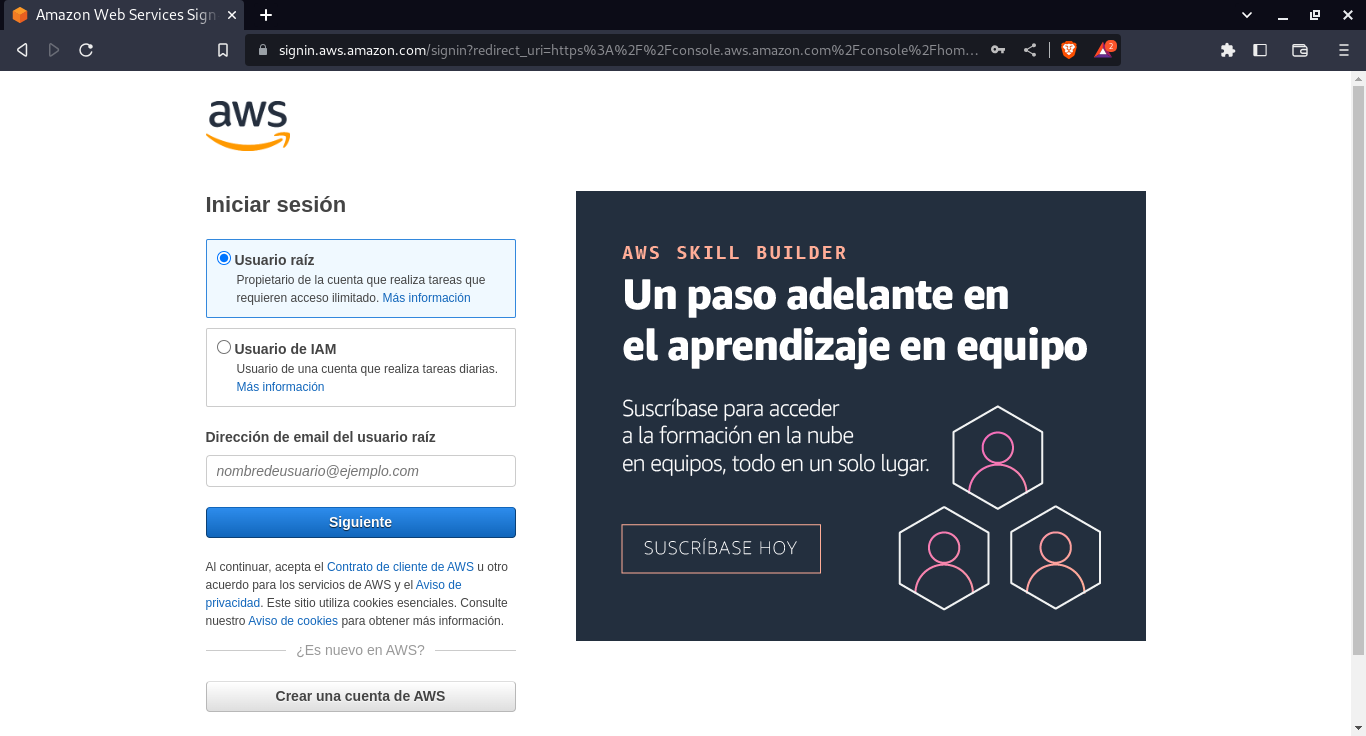 Amazon Web Services Sign
signin.aws.amazon.com/signin?redirect_uri=https%3A%2F%2Fconsole.aws.amazon.com%2Fconsole%2Fhom…
2
aws
Iniciar sesión
Usuario raíz
Propietario de la cuenta que realiza tareas que
requieren acceso ilimitado. Más información
Usuario de IAM
Usuario de una cuenta que realiza tareas diarias.
Más información
Dirección de email del usuario raíz
nombredeusuario@ejemplo.com
Siguiente
Al continuar, acepta el Contrato de cliente de AWS u otro
acuerdo para los servicios de AWS y el Aviso de
privacidad. Este sitio utiliza cookies esenciales. Consulte
nuestro Aviso de cookies para obtener más información.
¿Es nuevo en AWS?
Crear una cuenta de AWS
AWS SKILL BUILDER
Un paso adelante en
el aprendizaje en equipo
Suscríbase para acceder
a la formación en la nube
en equipos, todo en un solo lugar.
SUSCRÍBASE HOY